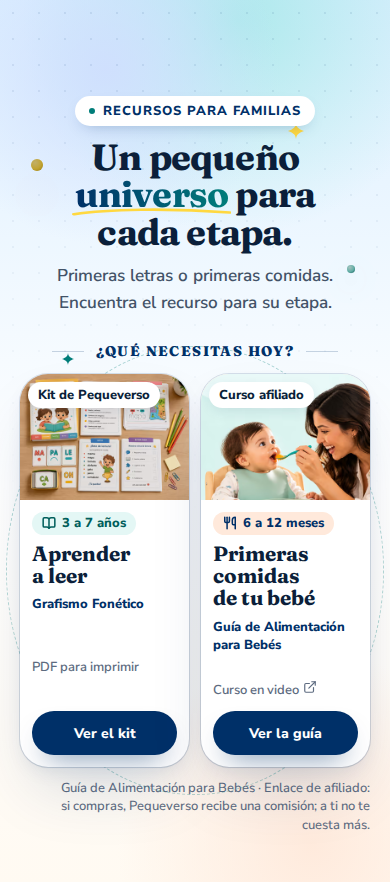 RECURSOS PARA FAMILIAS
Un pequeño
universo para
cada etapa.
Primeras letras o primeras comidas.
Encuentra el recurso para su etapa.
¿QUÉ NECESITAS HOY?
Kit de Pequeverso
3 a 7 años
Aprender
a leer
Grafismo Fonético
PDF para imprimir
Ver el kit
Curso afiliado
6 a 12 meses
Primeras
comidas
de tu bebé
Guía de Alimentación
para Bebés
Curso en video
Ver la guía
Guía de Alimentación para Bebés · Enlace de afiliado:
si compras, Pequeverso recibe una comisión; a ti no te
cuesta más.